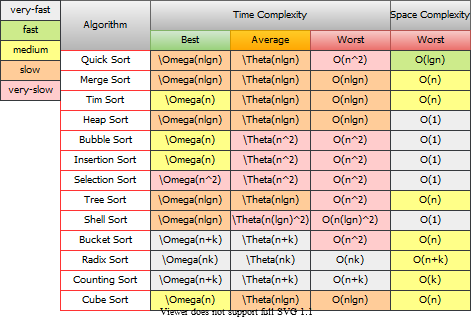 very-fast
fast
medium
slow
very-slow
Algorithm Time Complexity Space Complexity
Best Average Worst Worst
Quick Sort \Omega(nlgn) \Theta(nlgn) O(n^2) O(lgn)
Merge Sort \Omega(nlgn) \Theta(nlgn) O(nlgn) O(n)
Tim Sort \Omega(n) \Theta(nlgn) O(nlgn) O(n)
Heap Sort \Omega(nlgn) \Theta(nlgn) O(nlgn) O(1)
Bubble Sort \Omega(n) \Theta(n^2) O(n^2) O(1)
Insertion Sort \Omega(n) \Theta(n^2) O(n^2) O(1)
Selection Sort \Omega(n^2) \Theta(n^2) O(n^2) O(1)
Tree Sort \Omega(nlgn) \Theta(nlgn) O(n^2) O(n)
Shell Sort \Omega(nlgn) \Theta(n(lgn)^2) O(n(lgn)^2) O(1)
Bucket Sort \Omega(n+k) \Theta(n+k) O(n^2) O(n)
Radix Sort \Omega(nk) \Theta(nk) O(nk) O(n+k)
Counting Sort \Omega(n+k) \Theta(n+k) O(n+k) O(k)
Cube Sort \Omega(n) \Theta(nlgn) O(nlgn) O(n)
Viewer does not support full SVG 1.1